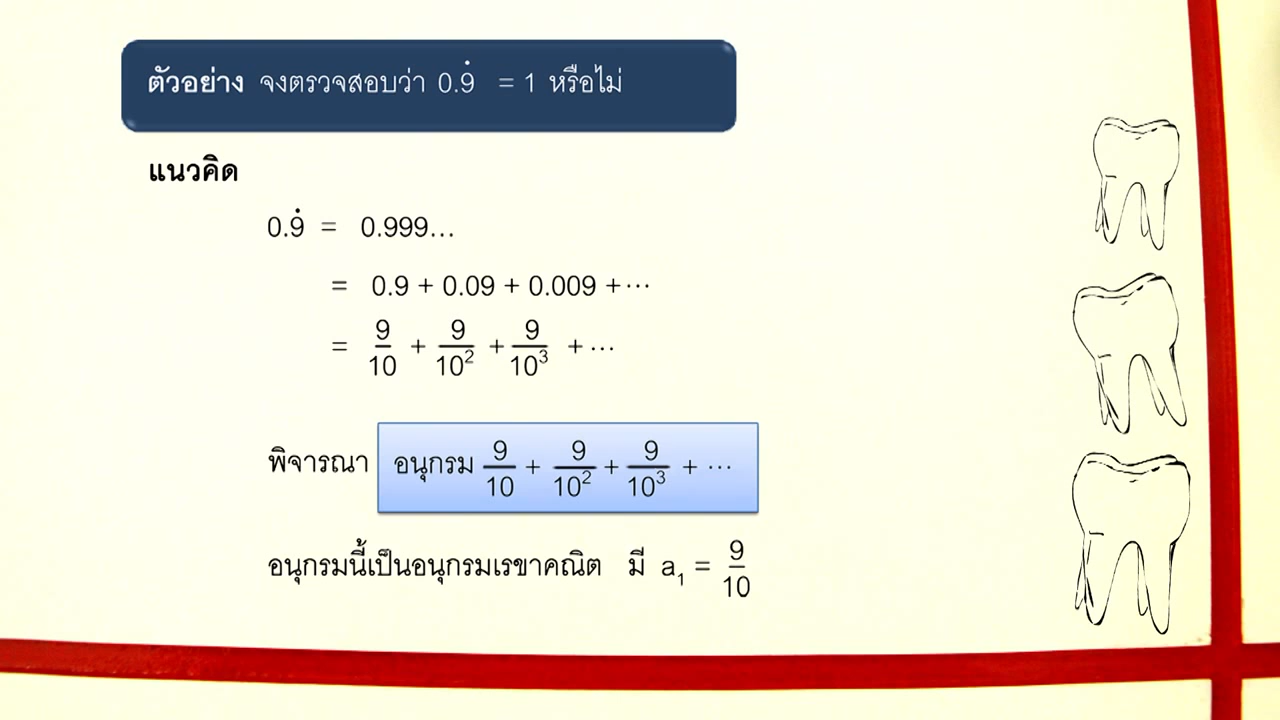 ตัวอย่าง จงตรวจสอบว่า 0.9̇ = 1 หรือไม่
แนวคิด
0.9̇ = 0.999...
= 0.9 + 0.09 + 0.009 + ⋯
= 9/10 + 9/10² + 9/10³ + ⋯
พิจารณา อนุกรม 9/10 + 9/10² + 9/10³ + ⋯
อนุกรมนี้เป็นอนุกรมเรขาคณิต มี a₁ = 9/10